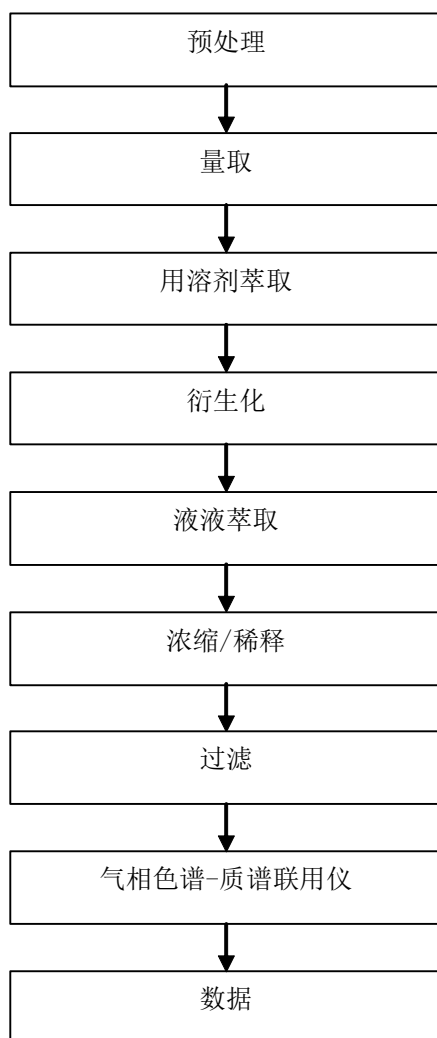 预处理
量取
用溶剂萃取
衍生化
液液萃取
浓缩/稀释
过滤
气相色谱-质谱联用仪
数据